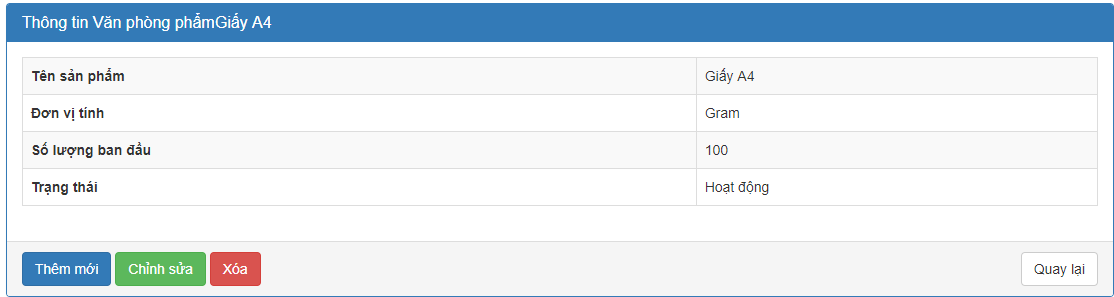 Thông tin Văn phòng phẩmGiấy A4
Tên sản phẩm Giấy A4
Đơn vị tính Gram
Số lượng ban đầu 100
Trạng thái Hoạt động
Thêm mới Chỉnh sửa Xóa Quay lại